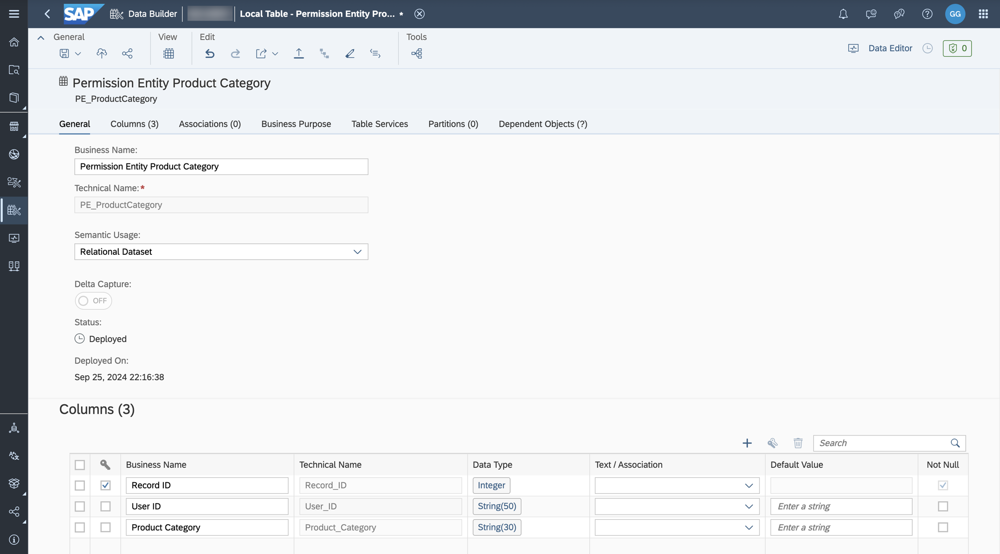 SAP Data Builder Local Table - Permission Entity Pro... * GG
General View Edit Tools
Data Editor 0
Permission Entity Product Category
PE_ProductCategory
General Columns (3) Associations (0) Business Purpose Table Services Partitions (0) Dependent Objects (?)
Business Name:
Permission Entity Product Category
Technical Name:*
PE_ProductCategory
Semantic Usage:
Relational Dataset
Delta Capture:
OFF
Status:
Deployed
Deployed On:
Sep 25, 2024 22:16:38
Columns (3)
Search
Business Name Technical Name Data Type Text / Association Default Value Not Null
Record ID Record_ID Integer
User ID User_ID String(50) Enter a string
Product Category Product_Category String(30) Enter a string